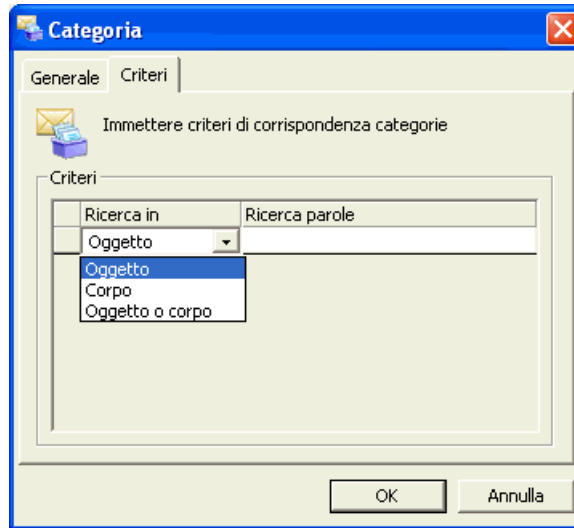 Categoria
Generale Criteri
Immettere criteri di corrispondenza categorie
Criteri
Ricerca in Ricerca parole
Oggetto
Oggetto
Corpo
Oggetto o corpo
OK Annulla